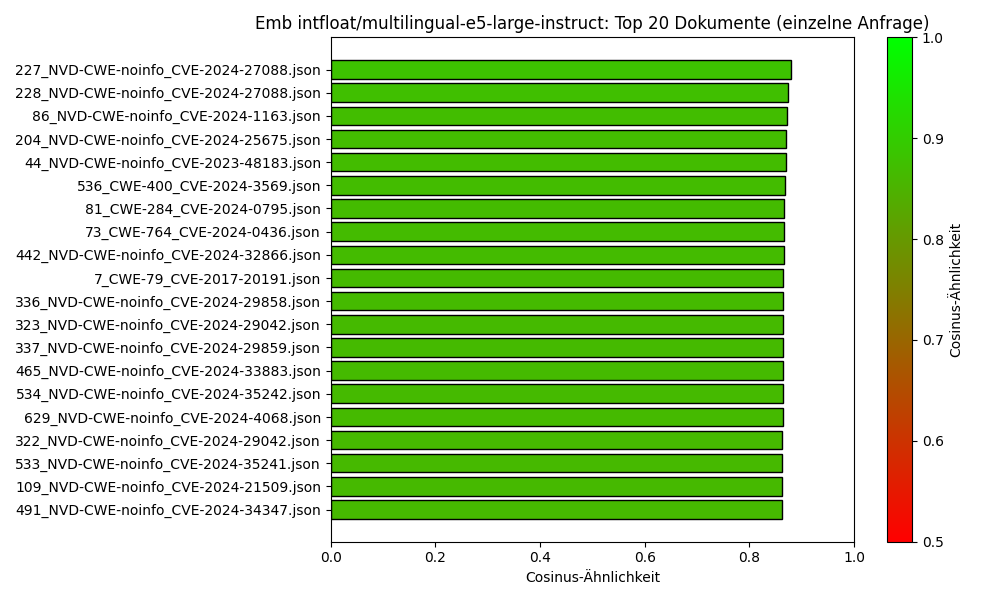 Emb intfloat/multilingual-e5-large-instruct: Top 20 Dokumente (einzelne Anfrage)
227_NVD-CWE-noinfo_CVE-2024-27088.json
228_NVD-CWE-noinfo_CVE-2024-27088.json
86_NVD-CWE-noinfo_CVE-2024-1163.json
204_NVD-CWE-noinfo_CVE-2024-25675.json
44_NVD-CWE-noinfo_CVE-2023-48183.json
536_CWE-400_CVE-2024-3569.json
81_CWE-284_CVE-2024-0795.json
73_CWE-764_CVE-2024-0436.json
442_NVD-CWE-noinfo_CVE-2024-32866.json
7_CWE-79_CVE-2017-20191.json
336_NVD-CWE-noinfo_CVE-2024-29858.json
323_NVD-CWE-noinfo_CVE-2024-29042.json
337_NVD-CWE-noinfo_CVE-2024-29859.json
465_NVD-CWE-noinfo_CVE-2024-33883.json
534_NVD-CWE-noinfo_CVE-2024-35242.json
629_NVD-CWE-noinfo_CVE-2024-4068.json
322_NVD-CWE-noinfo_CVE-2024-29042.json
533_NVD-CWE-noinfo_CVE-2024-35241.json
109_NVD-CWE-noinfo_CVE-2024-21509.json
491_NVD-CWE-noinfo_CVE-2024-34347.json
0.0 0.2 0.4 0.6 0.8 1.0
Cosinus-Ähnlichkeit
1.0
0.9
0.8
0.7
0.6
0.5
Cosinus-Ähnlichkeit